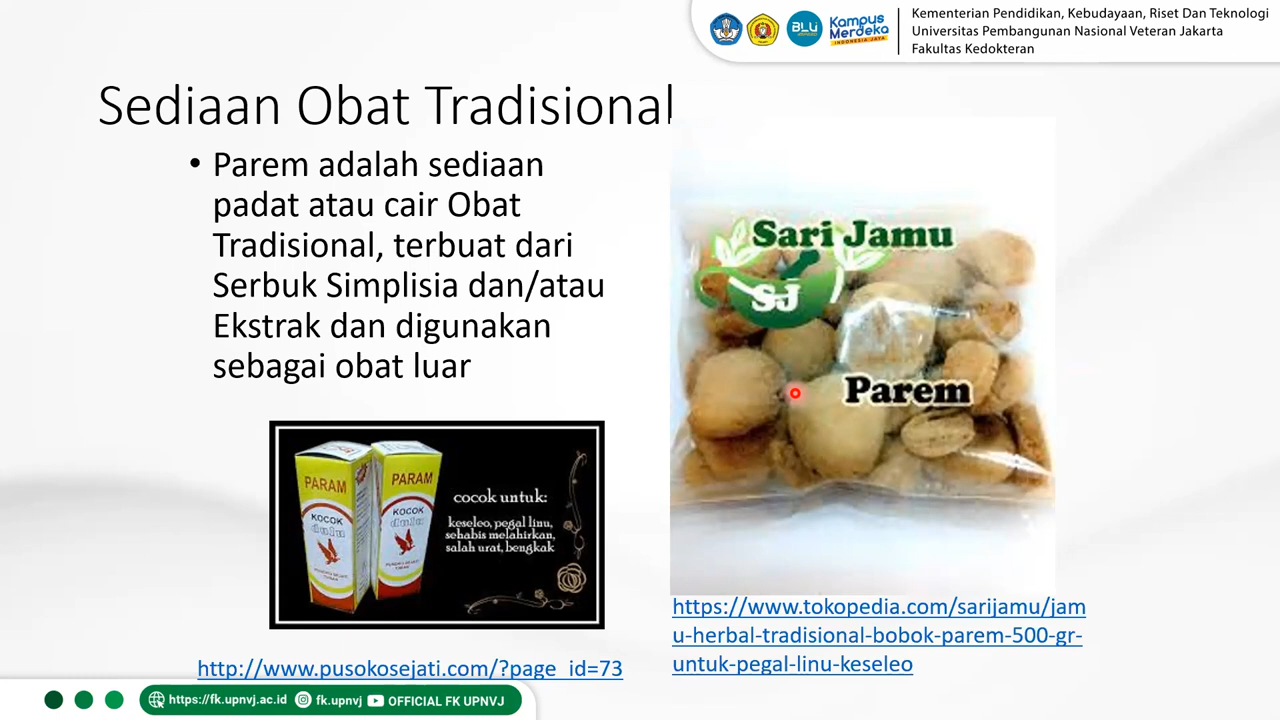 BLU
Kampus
Merdeka
INDONESIA JAYA
Kementerian Pendidikan, Kebudayaan, Riset Dan Teknologi
Universitas Pembangunan Nasional Veteran Jakarta
Fakultas Kedokteran
Sediaan Obat Tradisional
• Parem adalah sediaan
padat atau cair Obat
Tradisional, terbuat dari
Serbuk Simplisia dan/atau
Ekstrak dan digunakan
sebagai obat luar
Sari Jamu
SJ
Parem
PARAM
KOCOK
dulu
PARAM
KOCOK
dulu
cocok untuk:
keseleo, pegal linu,
sehabis melahirkan,
salah urat, bengkak
https://www.tokopedia.com/sarijamu/jam
u-herbal-tradisional-bobok-parem-500-gr-
untuk-pegal-linu-keseleo
http://www.pusokosejati.com/?page_id=73
https://fk.upnvj.ac.id
fk.upnvj
OFFICIAL FK UPNVJ